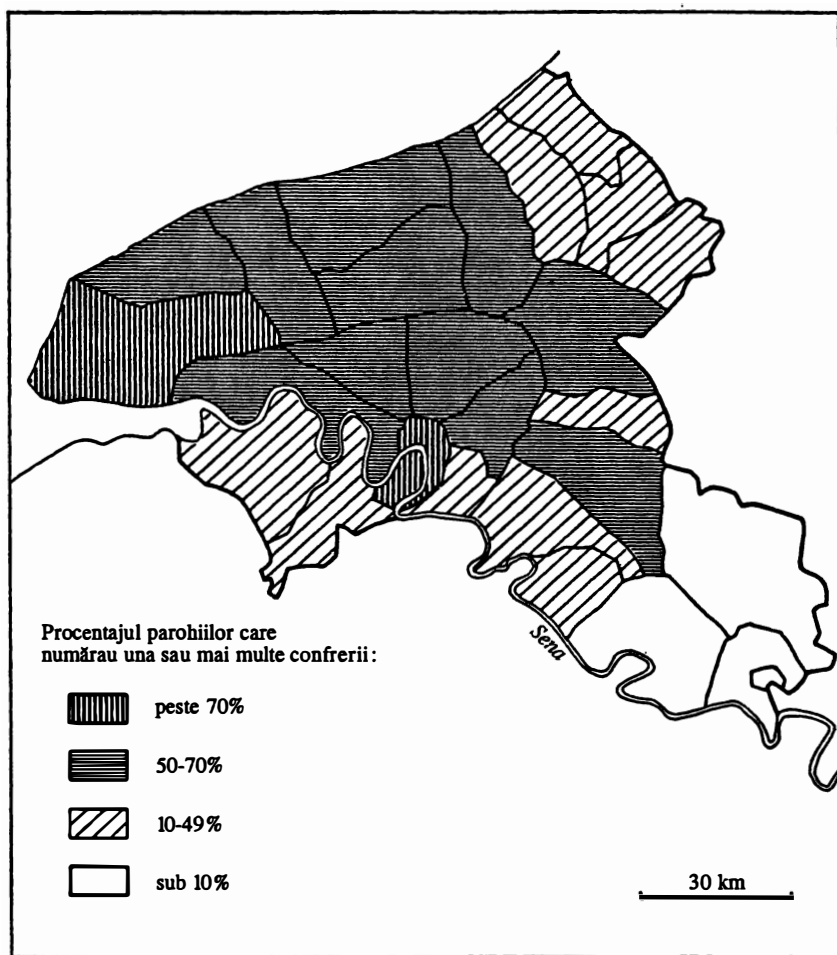 Sena
Procentajul parohiilor care
numărau una sau mai multe confrerii:
peste 70%
50-70%
10-49%
sub 10%
30 km